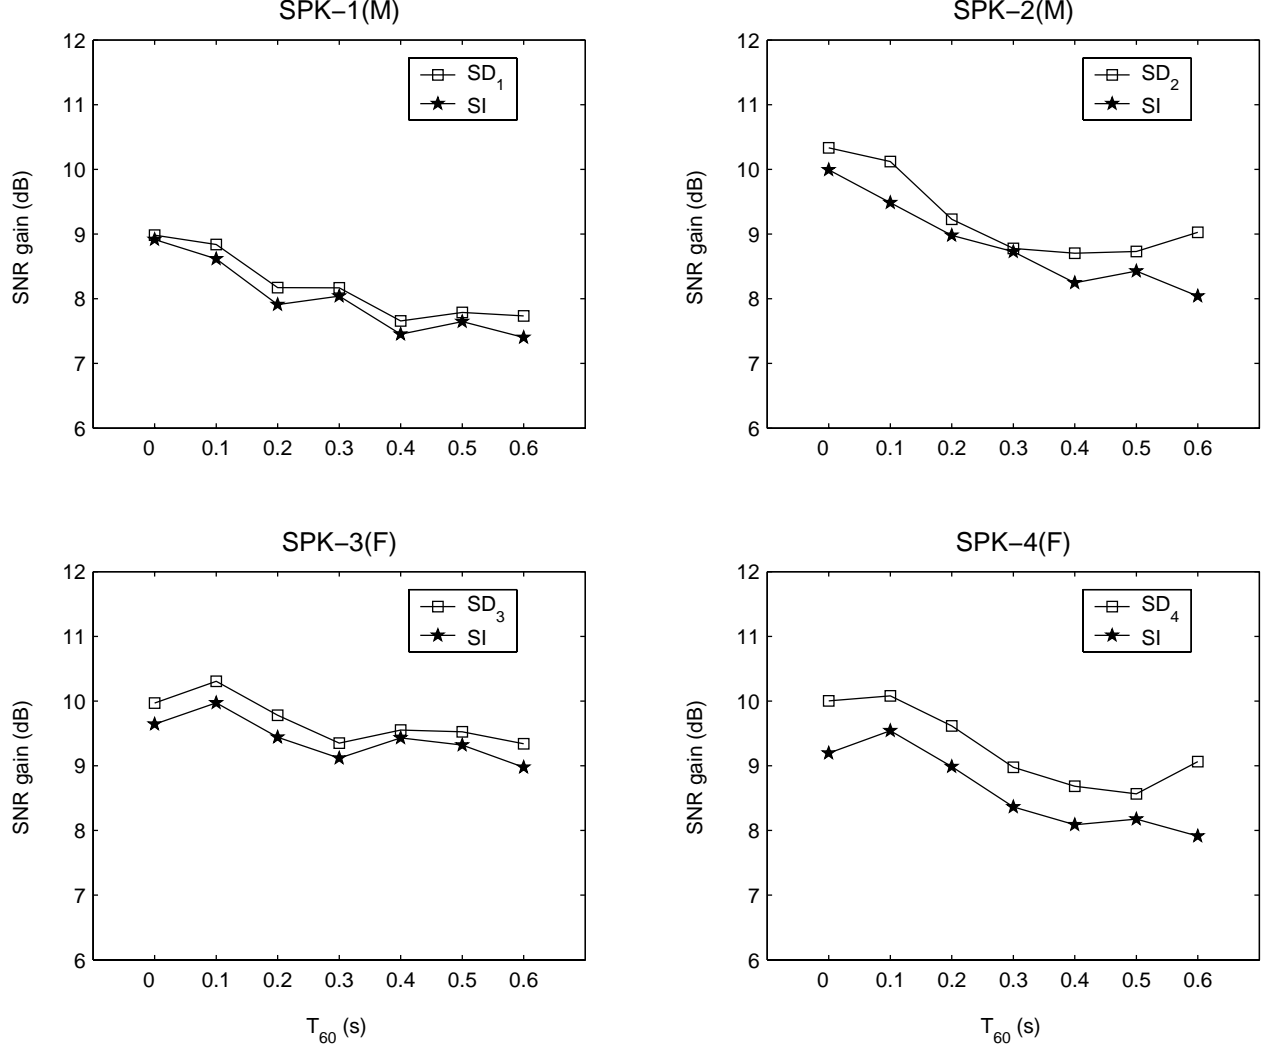 SPK−1(M)
SNR gain (dB)
12
11
10
9
8
7
6
0 0.1 0.2 0.3 0.4 0.5 0.6
SD1
SI
SPK−2(M)
SNR gain (dB)
12
11
10
9
8
7
6
0 0.1 0.2 0.3 0.4 0.5 0.6
SD2
SI
SPK−3(F)
SNR gain (dB)
12
11
10
9
8
7
6
0 0.1 0.2 0.3 0.4 0.5 0.6
T60 (s)
SD3
SI
SPK−4(F)
SNR gain (dB)
12
11
10
9
8
7
6
0 0.1 0.2 0.3 0.4 0.5 0.6
T60 (s)
SD4
SI